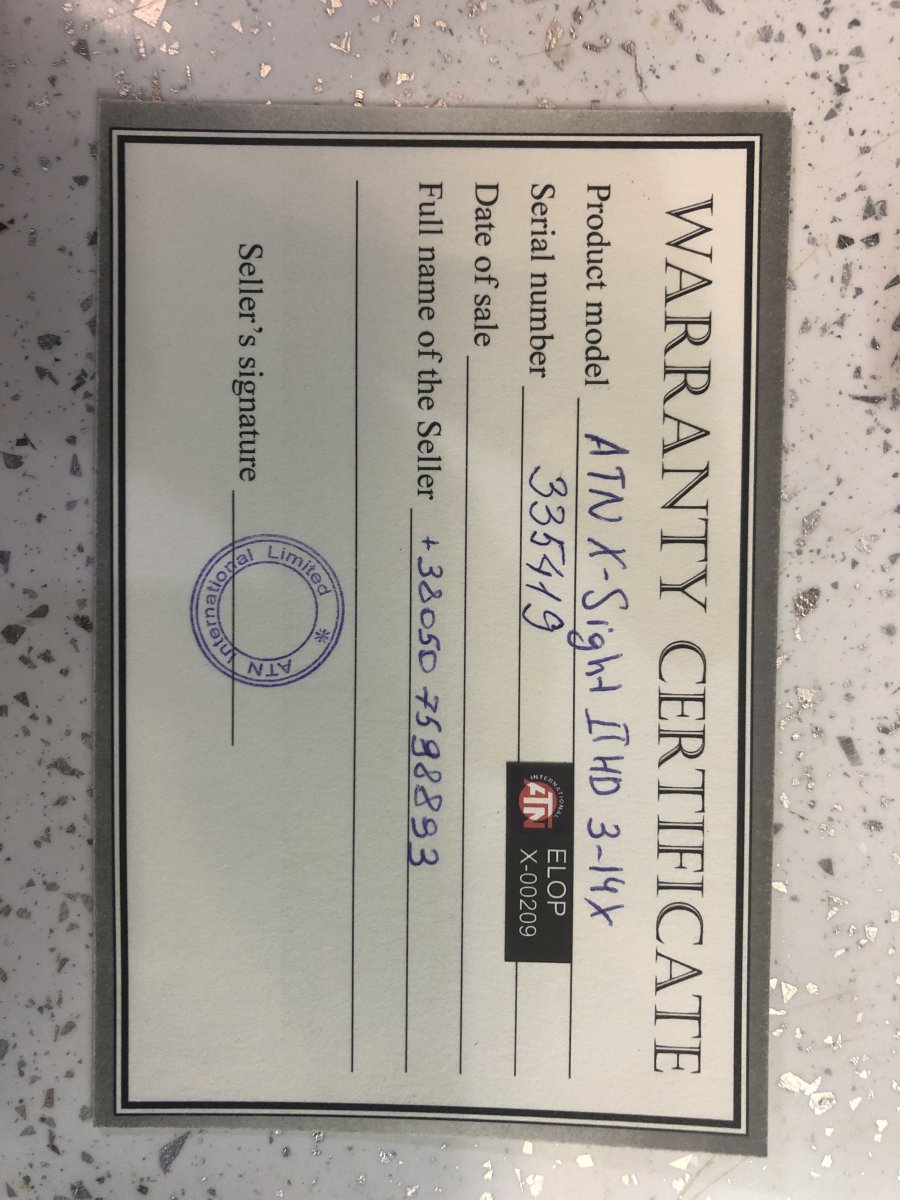 WARRANTY CERTIFICATE
Product model ATN X-Sight II HD 3-14X
Serial number 335419
INTERNATIONAL ATN ELOP
X-00209
Date of sale
Full name of the Seller +380507598893
Seller's signature
ATN International Limited *